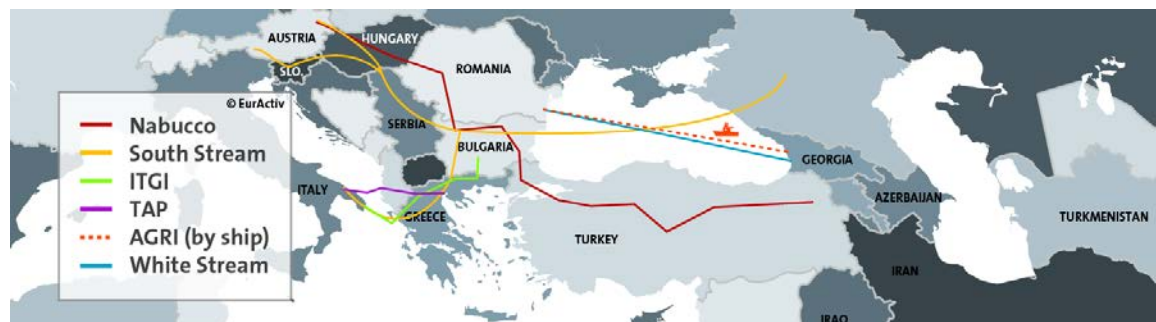 AUSTRIA
HUNGARY
SLO.
ROMANIA
© EurActiv
SERBIA
Nabucco
South Stream
ITGI
TAP
AGRI (by ship)
White Stream
BULGARIA
GEORGIA
ITALY
AZERBAIJAN
GREECE
TURKEY
TURKMENISTAN
IRAN
IRAQ